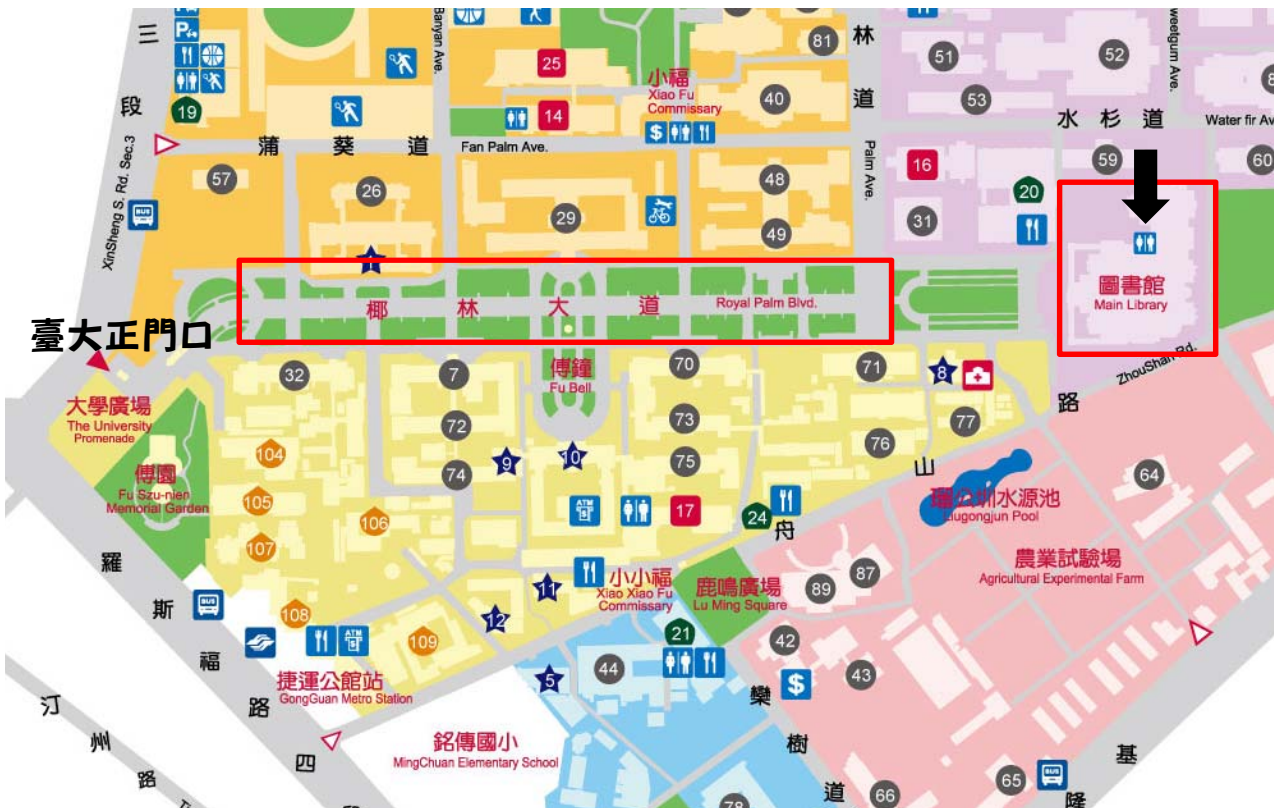 三
段
XinSheng S. Rd. Sec.3
19
57
蒲葵道
Fan Palm Ave.
Banyan Ave.
25
14
小福
Xiao Fu
Commissary
$
81
40
林
道
Palm Ave.
51
52
53
水杉道
59
60
16
20
31
BUS
26
1
29
48
49
椰林大道
Royal Palm Blvd.
圖書館
Main Library
臺大正門口
大學廣場
The University
Promenade
傅園
Fu Szu-nien
Memorial Garden
32
7
72
74
傅鐘
Fu Bell
70
73
75
71
76
8
77
ZhouShan Rd.
路
山
舟
104
105
106
107
108
109
9
10
ATM
$
17
24
瑠公圳水源池
Liugongjun Pool
64
農業試驗場
Agricultural Experimental Farm
小小福
Xiao Xiao Fu
Commissary
11
12
鹿鳴廣場
Lu Ming Square
89
87
21
42
43
$
44
5
羅
斯
福
路
四
BUS
ATM
$
捷運公館站
GongGuan Metro Station
銘傳國小
MingChuan Elementary School
汀
州
路
欒
樹
道
66
65
BUS
基
隆
78